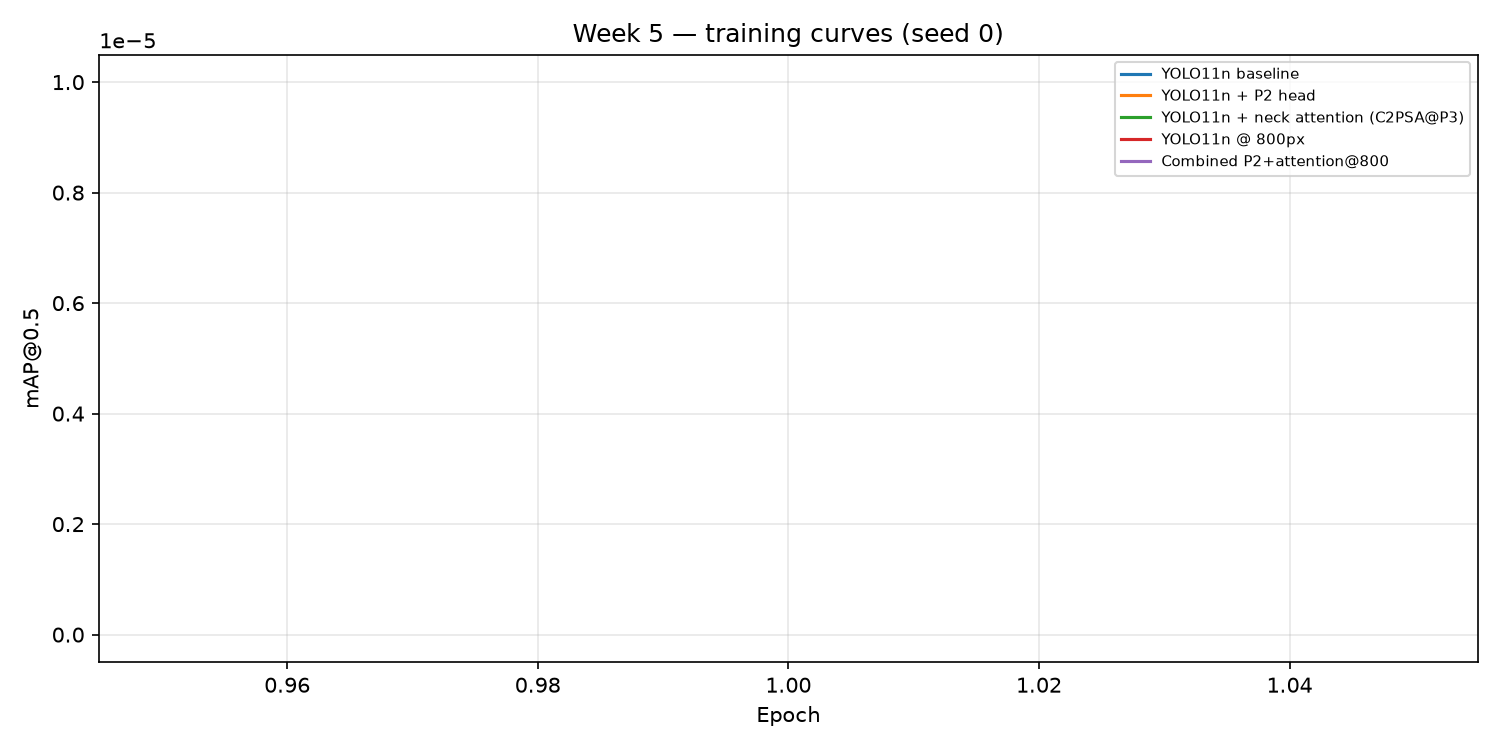 Week 5 — training curves (seed 0)
1e−5
YOLO11n baseline
YOLO11n + P2 head
YOLO11n + neck attention (C2PSA@P3)
YOLO11n @ 800px
Combined P2+attention@800
mAP@0.5
1.0
0.8
0.6
0.4
0.2
0.0
0.96 0.98 1.00 1.02 1.04
Epoch